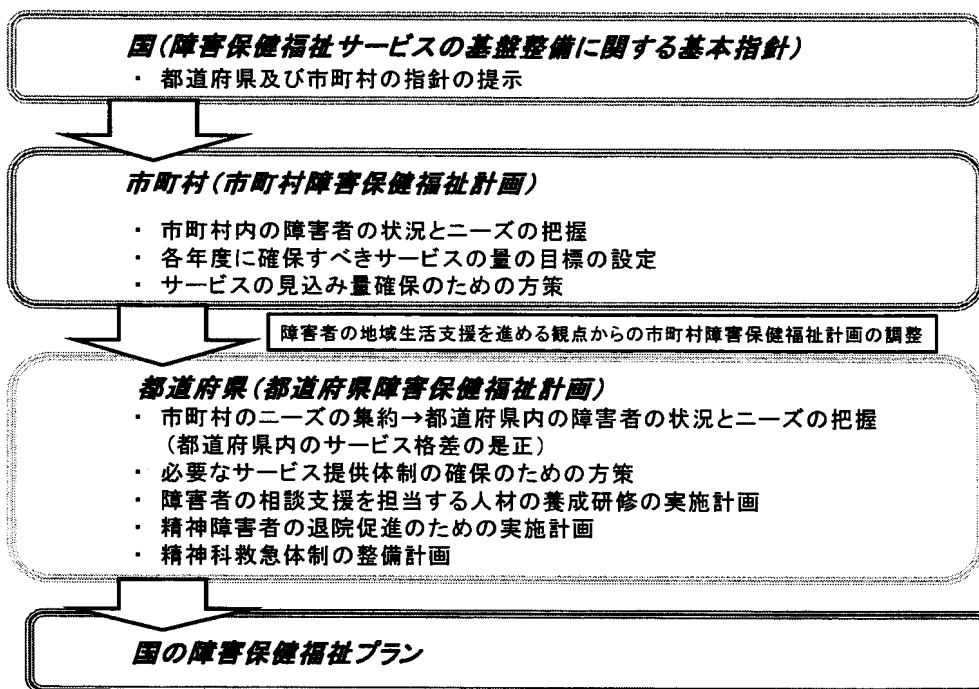 国(障害保健福祉サービスの基盤整備に関する基本指針)
・ 都道府県及び市町村の指針の提示
市町村(市町村障害保健福祉計画)
・ 市町村内の障害者の状況とニーズの把握
・ 各年度に確保すべきサービスの量の目標の設定
・ サービスの見込み量確保のための方策
障害者の地域生活支援を進める観点からの市町村障害保健福祉計画の調整
都道府県(都道府県障害保健福祉計画)
・ 市町村のニーズの集約→都道府県内の障害者の状況とニーズの把握
(都道府県内のサービス格差の是正)
・ 必要なサービス提供体制の確保のための方策
・ 障害者の相談支援を担当する人材の養成研修の実施計画
・ 精神障害者の退院促進のための実施計画
・ 精神科救急体制の整備計画
国の障害保健福祉プラン